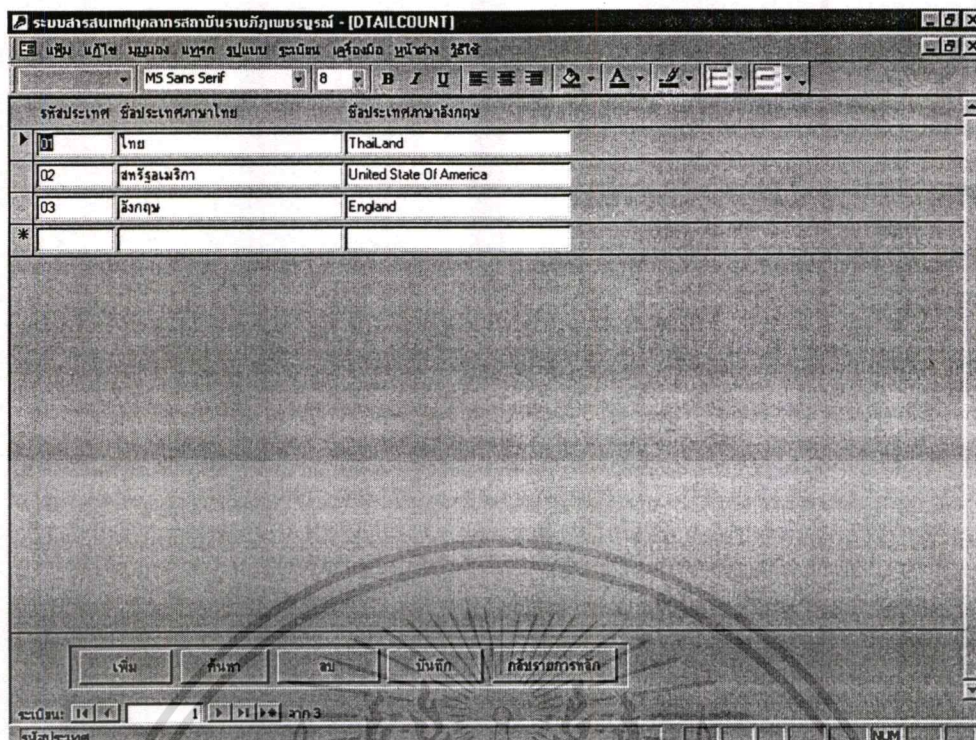 ระบบสารสนเทศบุคลากรสถาบันราชภัฏเพชรบูรณ์ - [DTAILCOUNT]
แฟ้ม แก้ไข มุมมอง แทรก รูปแบบ ระเบียน เครื่องมือ หน้าต่าง วิธีใช้
MS Sans Serif 8 B I U A
รหัสประเทศ ชื่อประเทศภาษาไทย ชื่อประเทศภาษาอังกฤษ
01 ไทย ThaiLand
02 สหรัฐอเมริกา United State Of America
03 อังกฤษ England
เพิ่ม ค้นหา ลบ บันทึก กลับรายการหลัก
ระเบียน: 1 จาก 3
รหัสประเทศ NUM